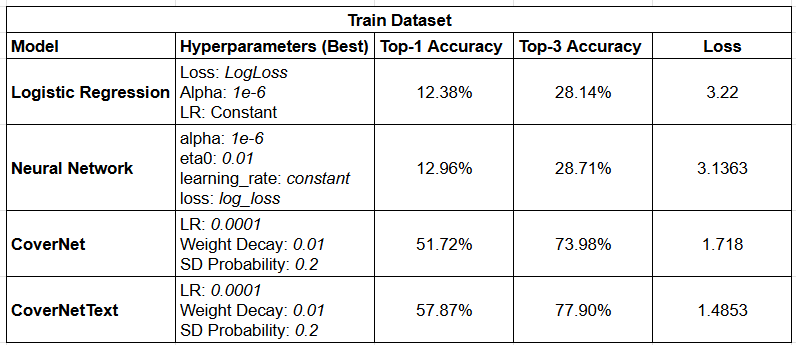 Train Dataset
Model Hyperparameters (Best) Top-1 Accuracy Top-3 Accuracy Loss
Logistic Regression
Loss: LogLoss
Alpha: 1e-6
LR: Constant
12.38% 28.14% 3.22
Neural Network
alpha: 1e-6
eta0: 0.01
learning_rate: constant
loss: log_loss
12.96% 28.71% 3.1363
CoverNet
LR: 0.0001
Weight Decay: 0.01
SD Probability: 0.2
51.72% 73.98% 1.718
CoverNetText
LR: 0.0001
Weight Decay: 0.01
SD Probability: 0.2
57.87% 77.90% 1.4853